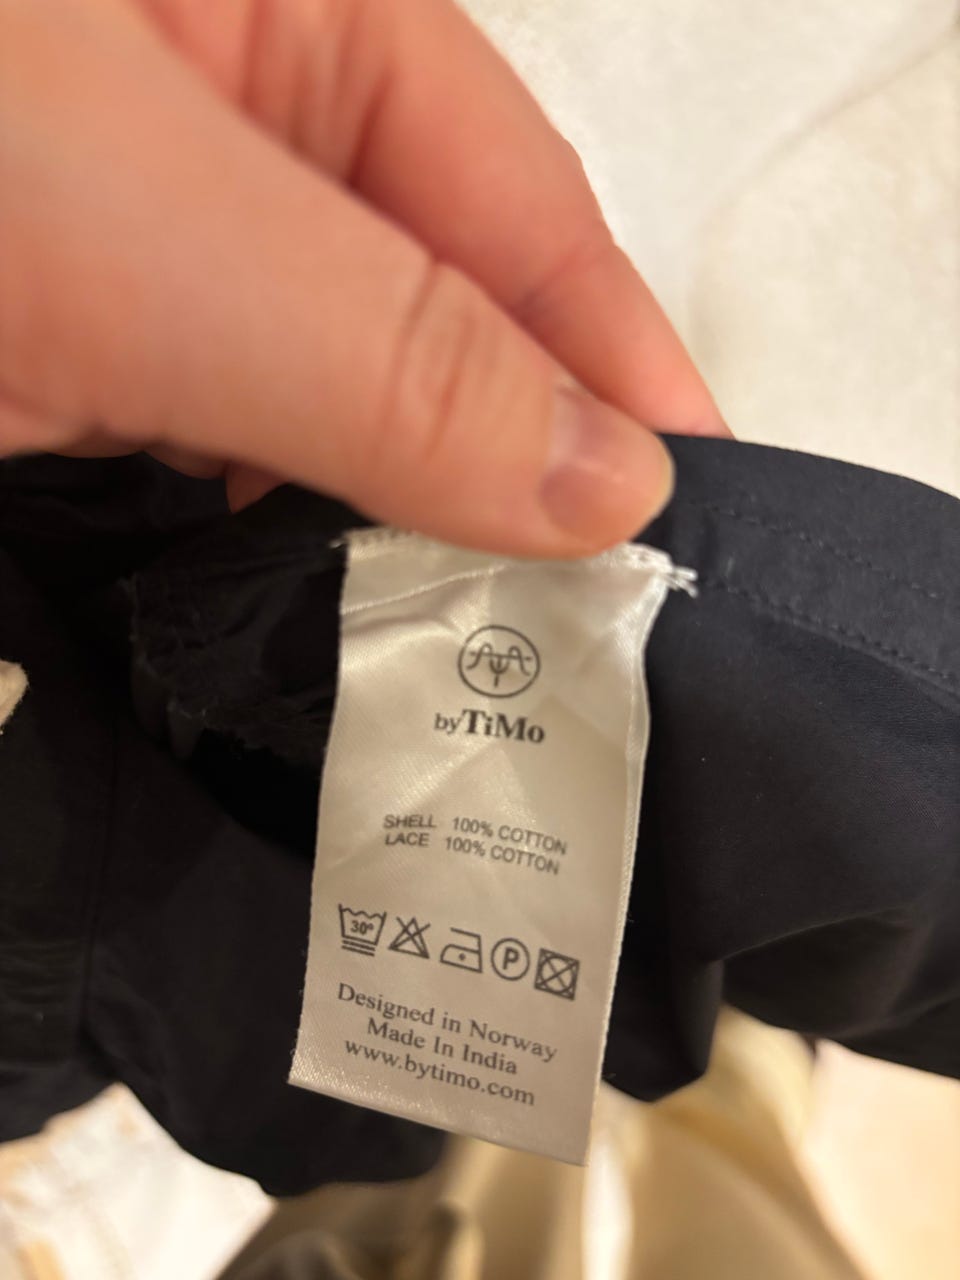 byTiMo
SHELL 100% COTTON
LACE 100% COTTON
30°
P
Designed in Norway
Made In India
www.bytimo.com